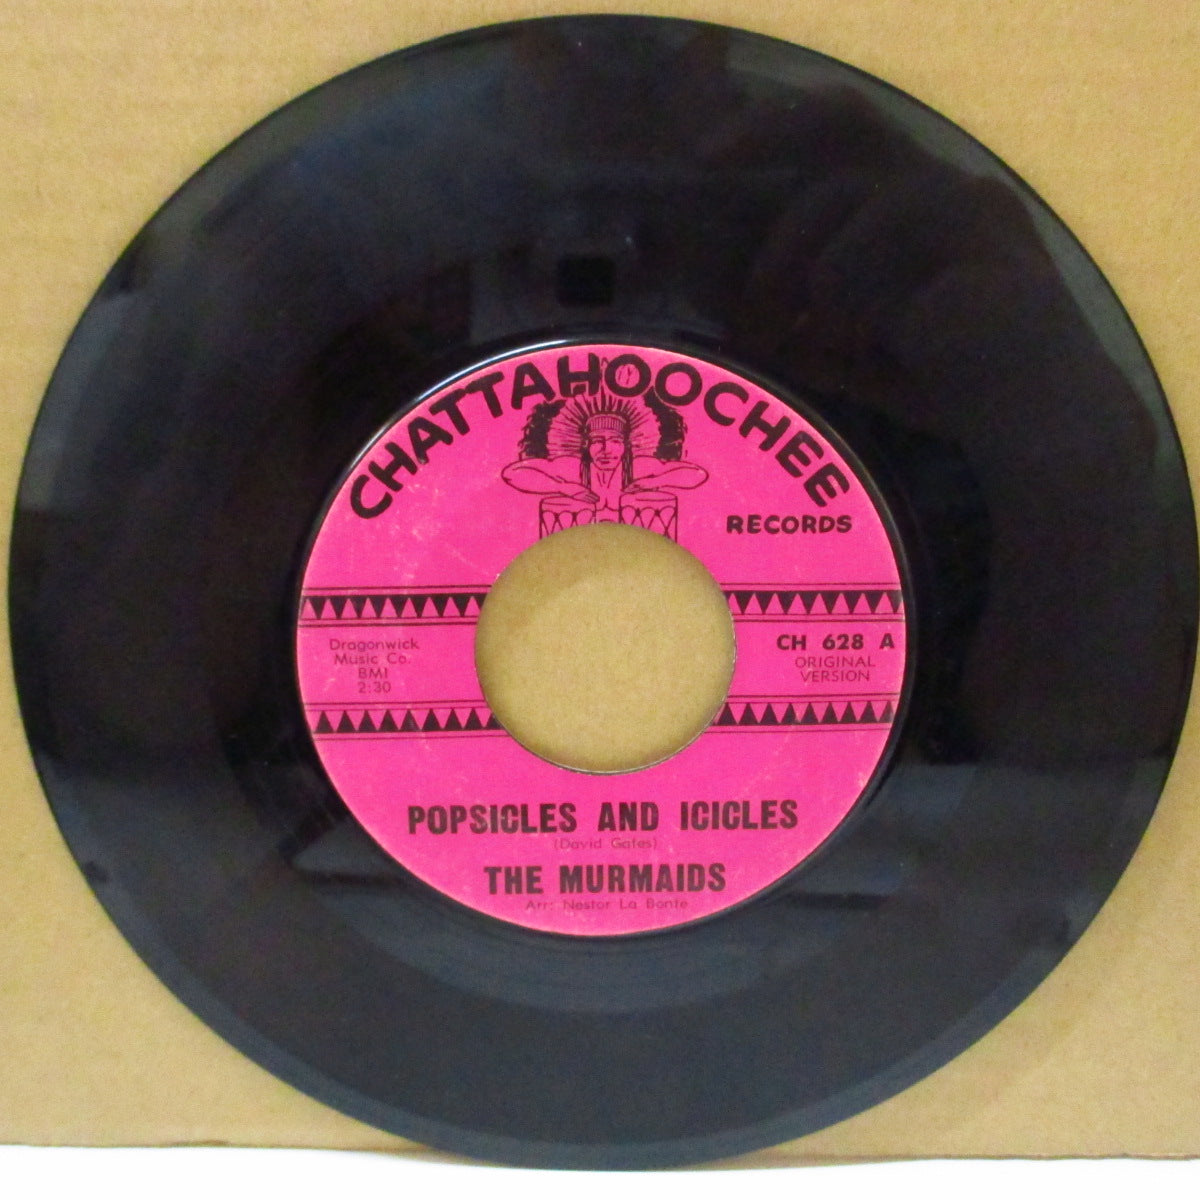 CHATTAHOOCHEE
RECORDS
Dragonwick
Music Co.
BMI
2:30
CH 628 A
ORIGINAL
VERSION
POPSICLES AND ICICLES
(David Gates)
THE MURMAIDS
Arr: Nestor La Bonte